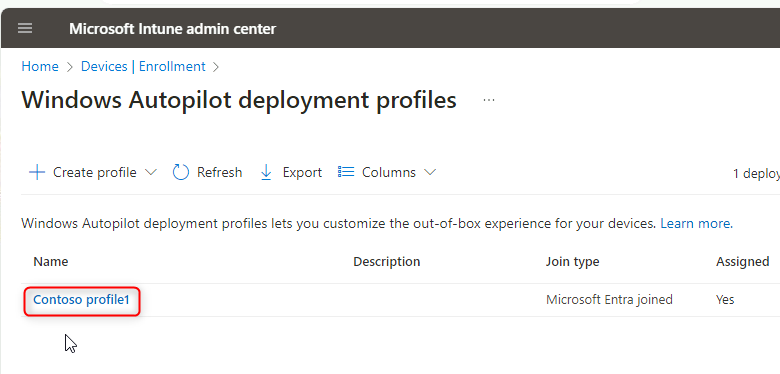 Microsoft Intune admin center
Home > Devices | Enrollment >
Windows Autopilot deployment profiles ...
Create profile Refresh Export Columns 1 deploy
Windows Autopilot deployment profiles lets you customize the out-of-box experience for your devices. Learn more.
Name Description Join type Assigned
Contoso profile1 Microsoft Entra joined Yes